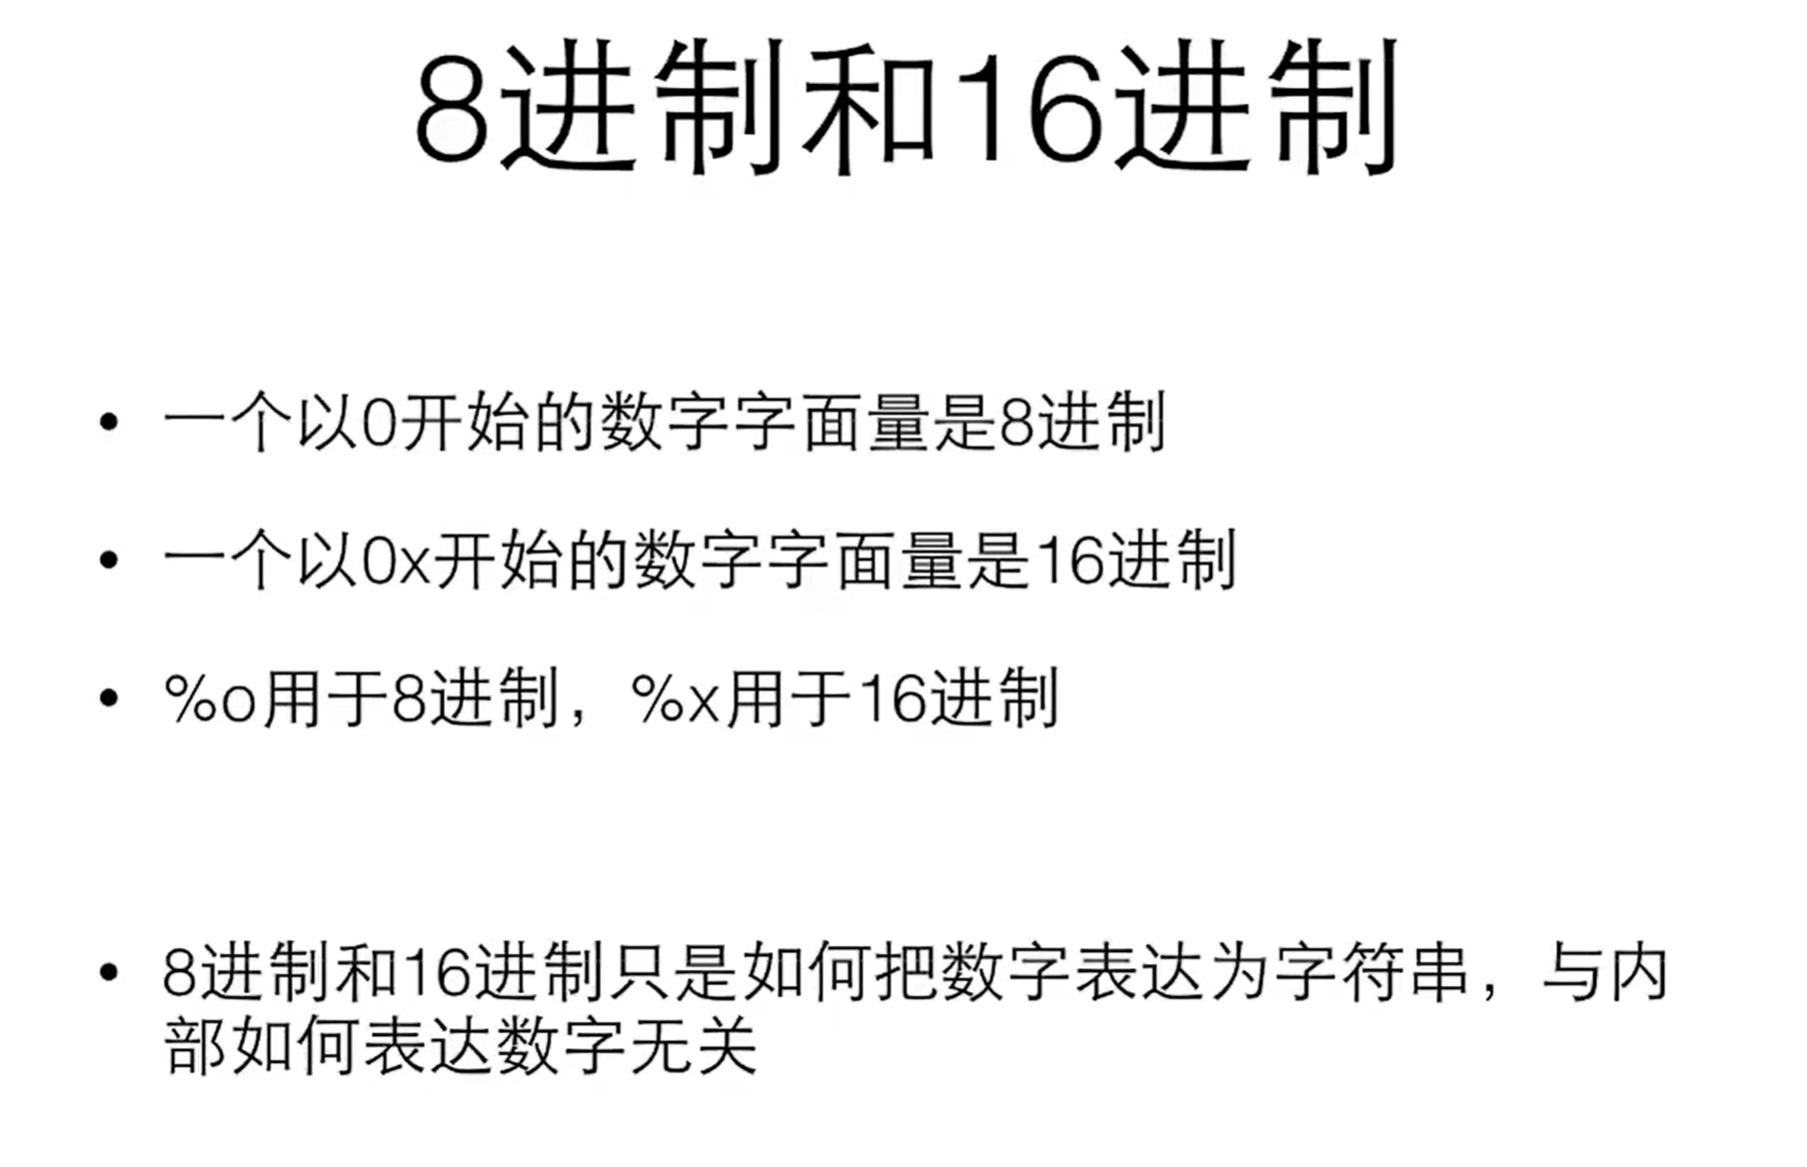 8进制和16进制
• 一个以0开始的数字字面量是8进制
• 一个以0x开始的数字字面量是16进制
• %o用于8进制，%x用于16进制
• 8进制和16进制只是如何把数字表达为字符串，与内
部如何表达数字无关